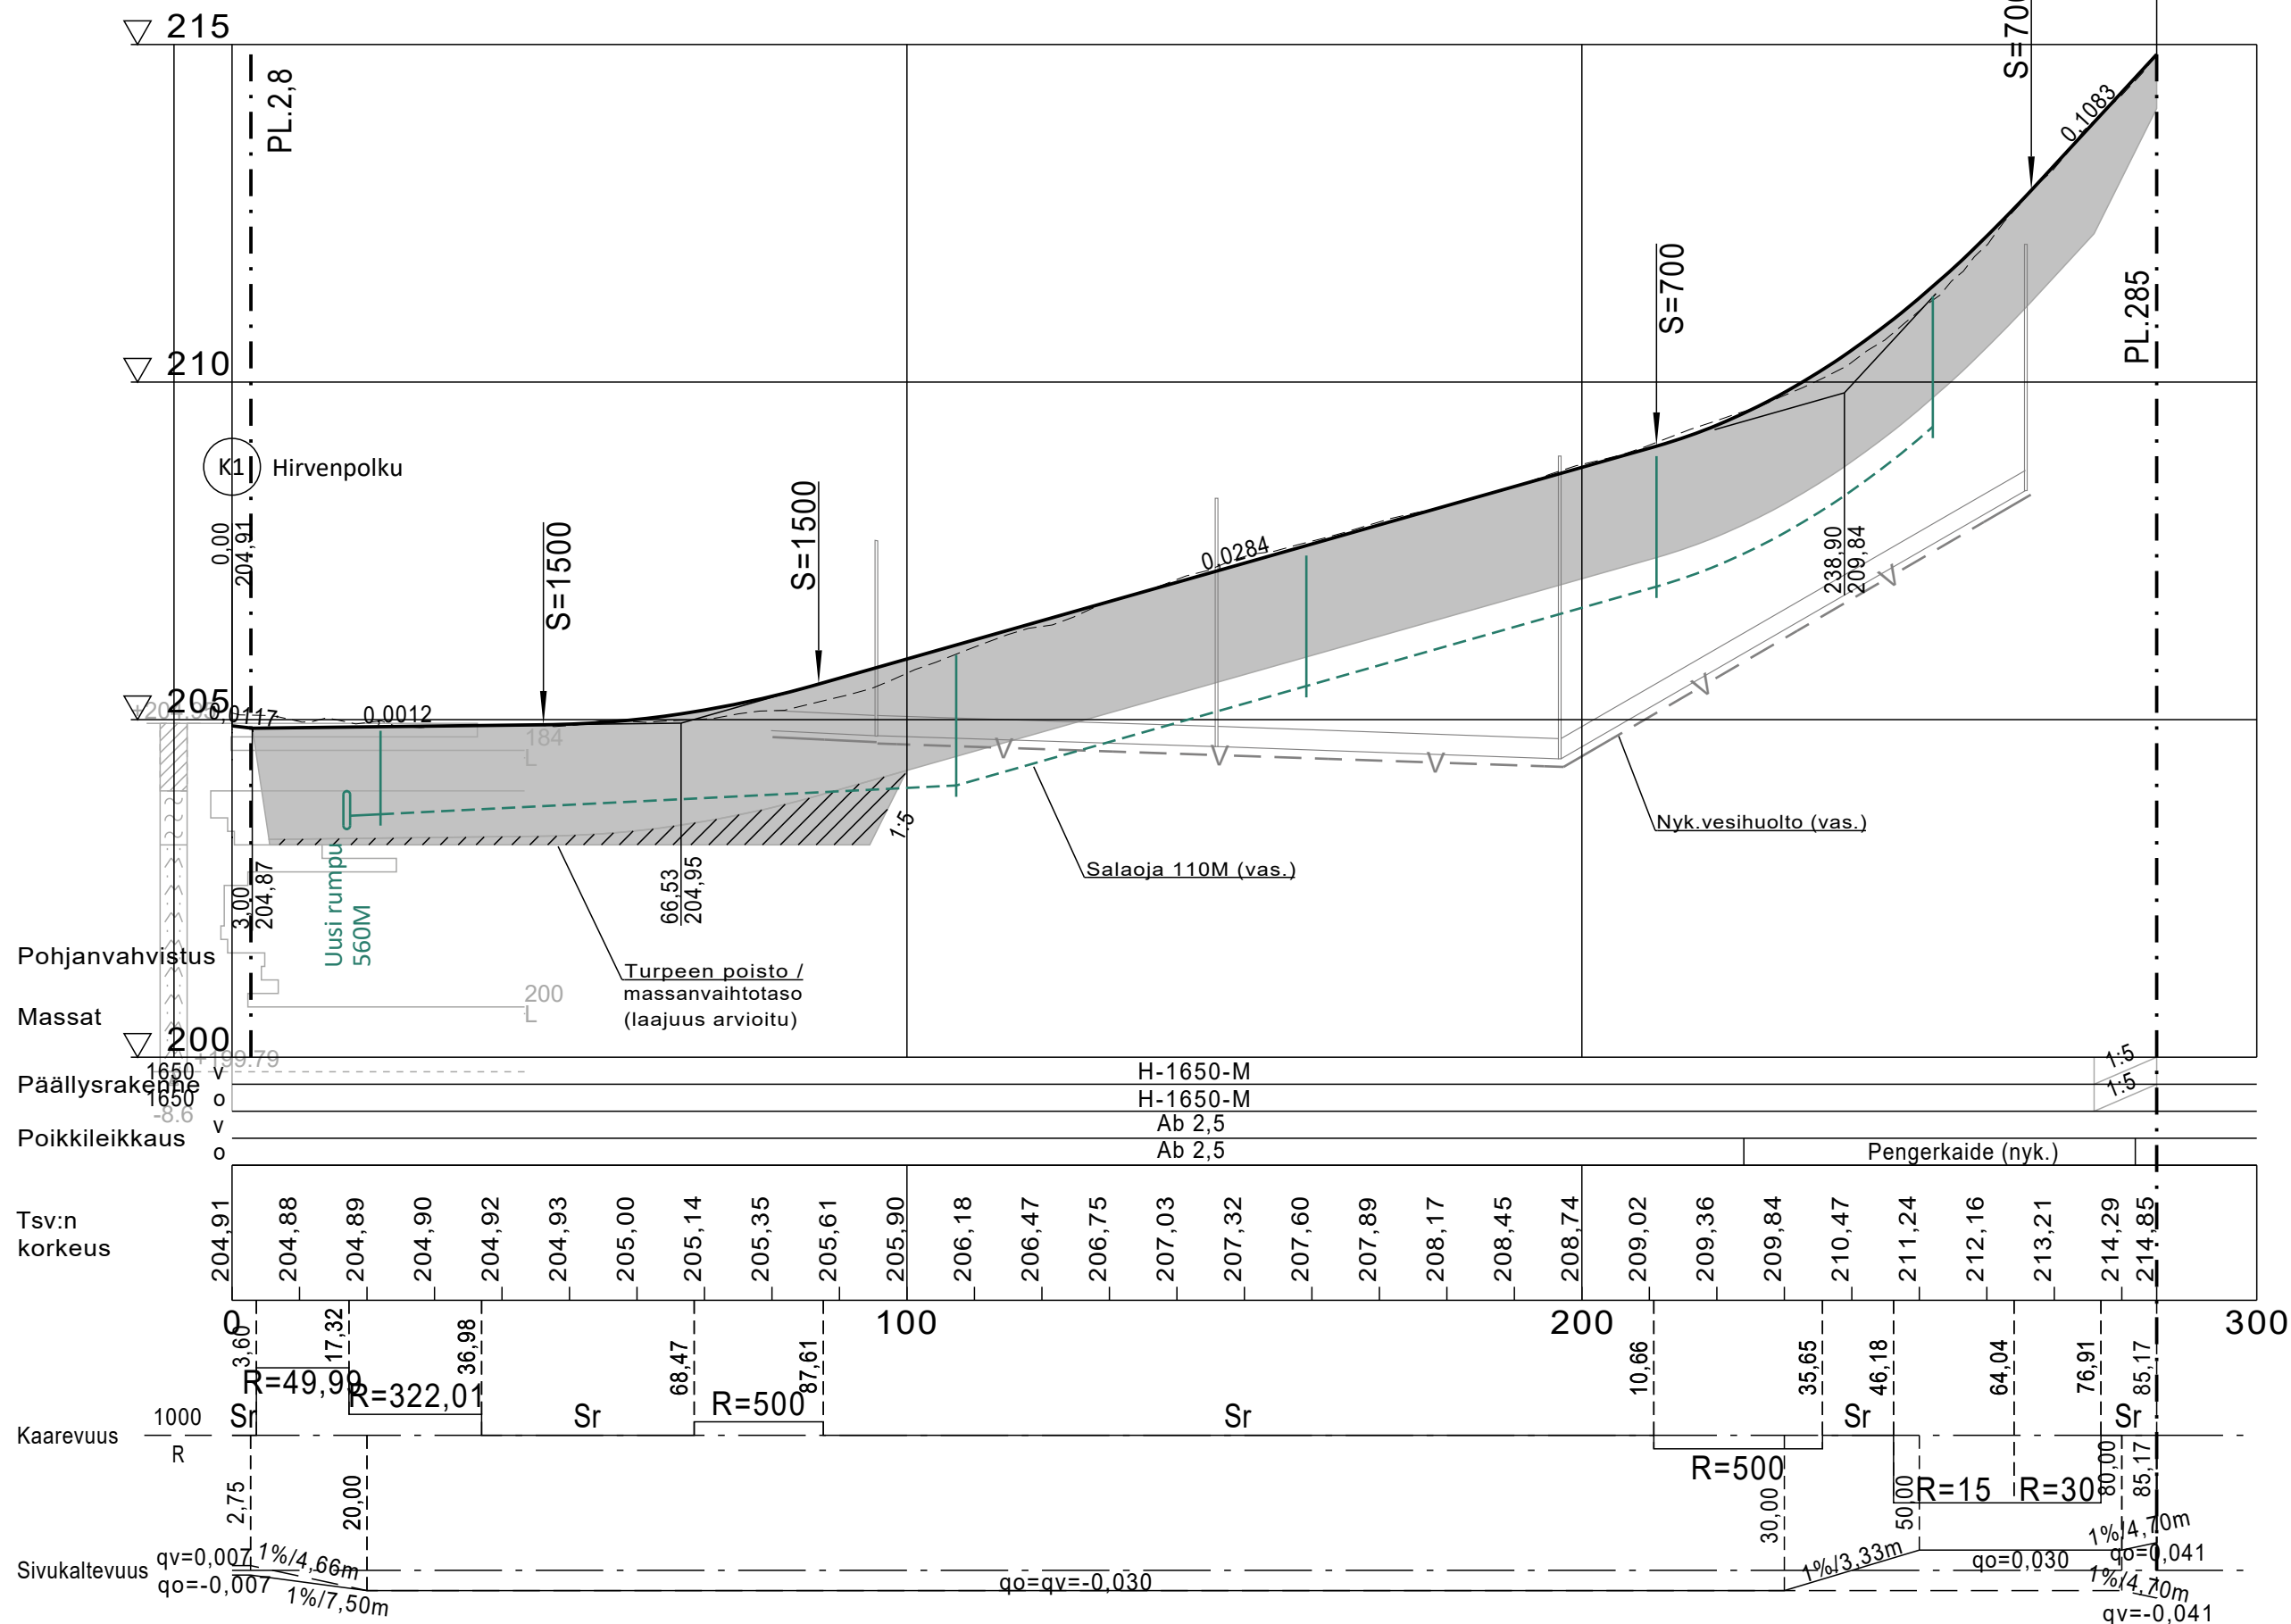 215
PL.2,8
S=700
0,1083
210
S=700
PL.285
K1
Hirvenpolku
0,00
204,91
S=1500
S=1500
0,0284
238,90
209,84
205
+204.95
0,0117
0,0012
184
L
V
V
V
V
V
1:5
Nyk.vesihuolto (vas.)
Salaoja 110M (vas.)
3,00
204,87
Uusi rumpu
560M
66,53
204,95
Turpeen poisto /
massanvaihtotaso
(laajuus arvioitu)
Pohjanvahvistus
200
L
Massat
200
+199.79
Päällysrakenne
1650 v
H-1650-M
1:5
1650 o
H-1650-M
1:5
-8.6
Poikkileikkaus
v
Ab 2,5
o
Ab 2,5
Pengerkaide (nyk.)
Tsv:n
korkeus
204,91
204,88
204,89
204,90
204,92
204,93
205,00
205,14
205,35
205,61
205,90
206,18
206,47
206,75
207,03
207,32
207,60
207,89
208,17
208,45
208,74
209,02
209,36
209,84
210,47
211,24
212,16
213,21
214,29
214,85
0
100
200
300
3,60
17,32
36,98
68,47
87,61
10,66
35,65
46,18
64,04
76,91
85,17
Kaarevuus
1000
R
Sr
R=49,99
R=322,01
Sr
R=500
Sr
R=500
Sr
R=15
R=30
Sr
2,75
20,00
30,00
50,00
80,00
85,17
Sivukaltevuus
qv=0,007
qo=-0,007
1%/4,66m
1%/7,50m
qo=qv=-0,030
1%/3,33m
qo=0,030
1%/4,70m
qo=0,041
1%/4,70m
qv=-0,041